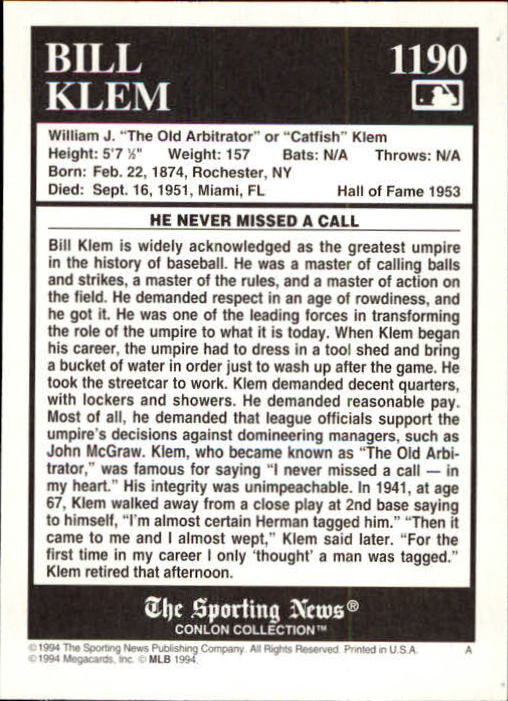 BILL 1190
KLEM
William J. "The Old Arbitrator" or "Catfish" Klem
Height: 5'7 ½" Weight: 157 Bats: N/A Throws: N/A
Born: Feb. 22, 1874, Rochester, NY
Died: Sept. 16, 1951, Miami, FL Hall of Fame 1953
HE NEVER MISSED A CALL
Bill Klem is widely acknowledged as the greatest umpire
in the history of baseball. He was a master of calling balls
and strikes, a master of the rules, and a master of action on
the field. He demanded respect in an age of rowdiness, and
he got it. He was one of the leading forces in transforming
the role of the umpire to what it is today. When Klem began
his career, the umpire had to dress in a tool shed and bring
a bucket of water in order just to wash up after the game. He
took the streetcar to work. Klem demanded decent quarters,
with lockers and showers. He demanded reasonable pay.
Most of all, he demanded that league officials support the
umpire's decisions against domineering managers, such as
John McGraw. Klem, who became known as "The Old Arbi-
trator," was famous for saying "I never missed a call — in
my heart." His integrity was unimpeachable. In 1941, at age
67, Klem walked away from a close play at 2nd base saying
to himself, "I'm almost certain Herman tagged him." "Then it
came to me and I almost wept," Klem said later. "For the
first time in my career I only 'thought' a man was tagged."
Klem retired that afternoon.
The Sporting News®
CONLON COLLECTION™
©1994 The Sporting News Publishing Company. All Rights Reserved. Printed in U.S.A. A
©1994 Megacards, Inc. © MLB 1994.